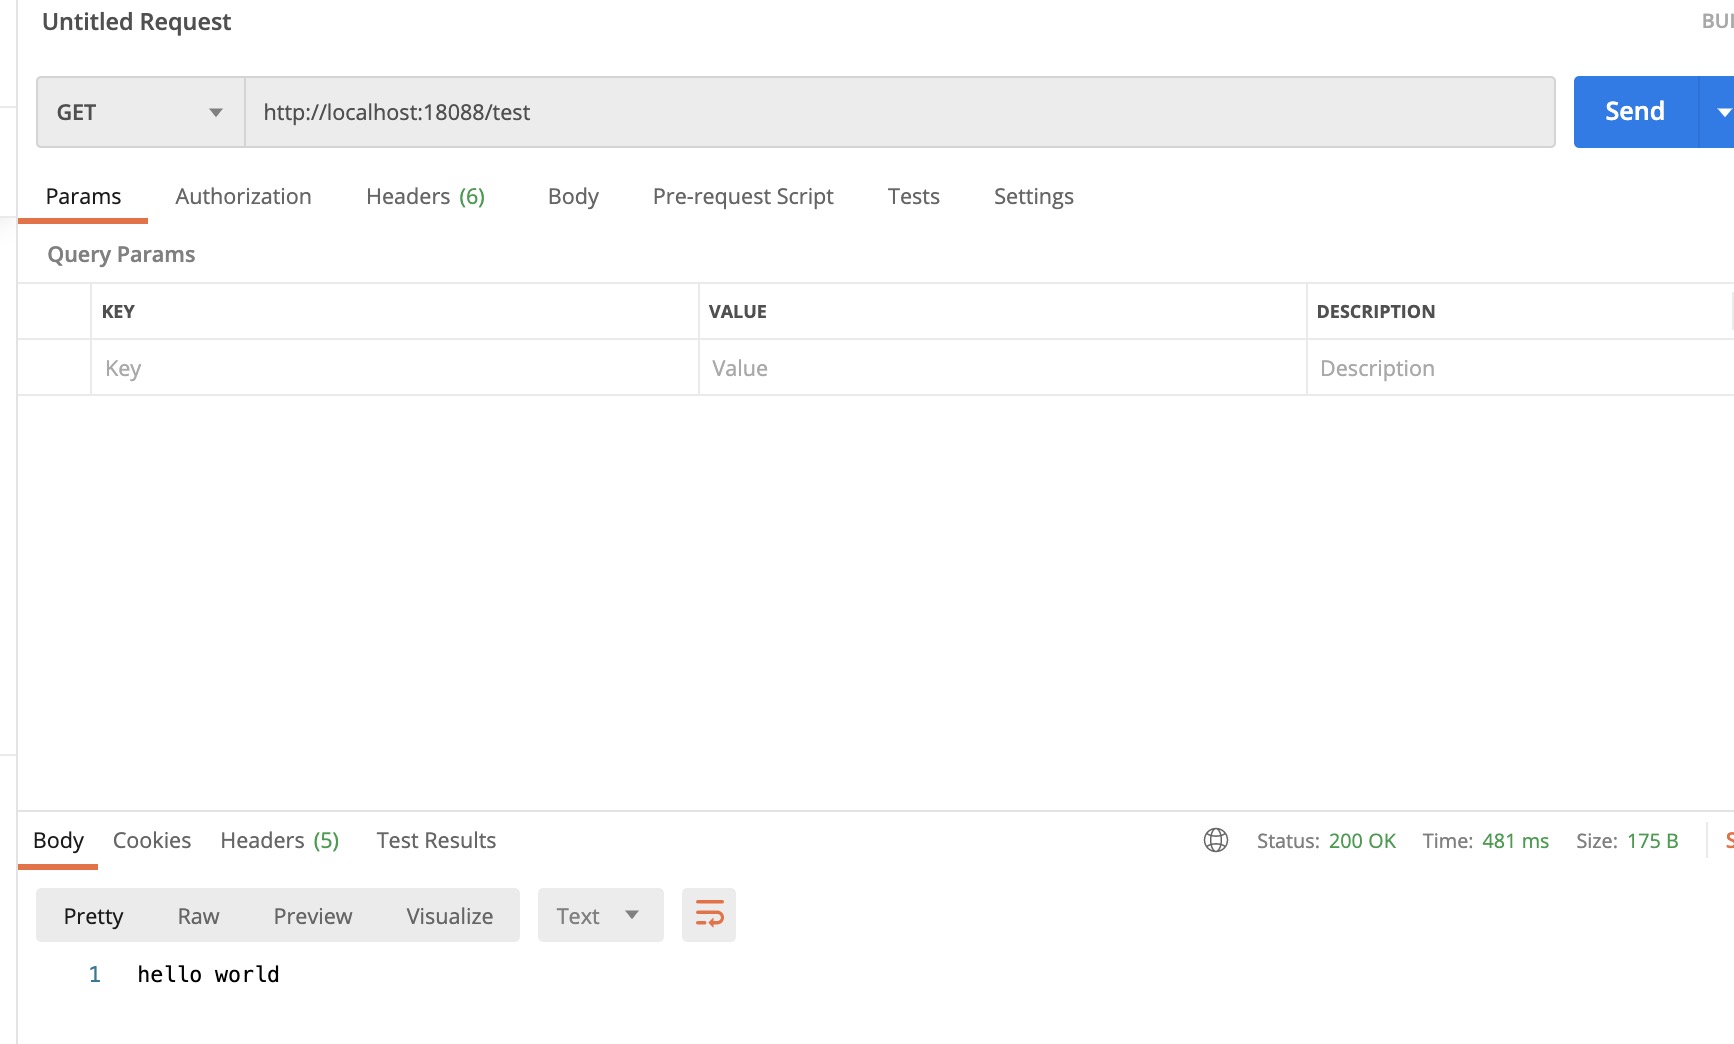 Untitled Request
BUI
GET http://localhost:18088/test Send
Params Authorization Headers (6) Body Pre-request Script Tests Settings
Query Params
KEY VALUE DESCRIPTION
Key Value Description
Body Cookies Headers (5) Test Results Status: 200 OK Time: 481 ms Size: 175 B S
Pretty Raw Preview Visualize Text
1 hello world